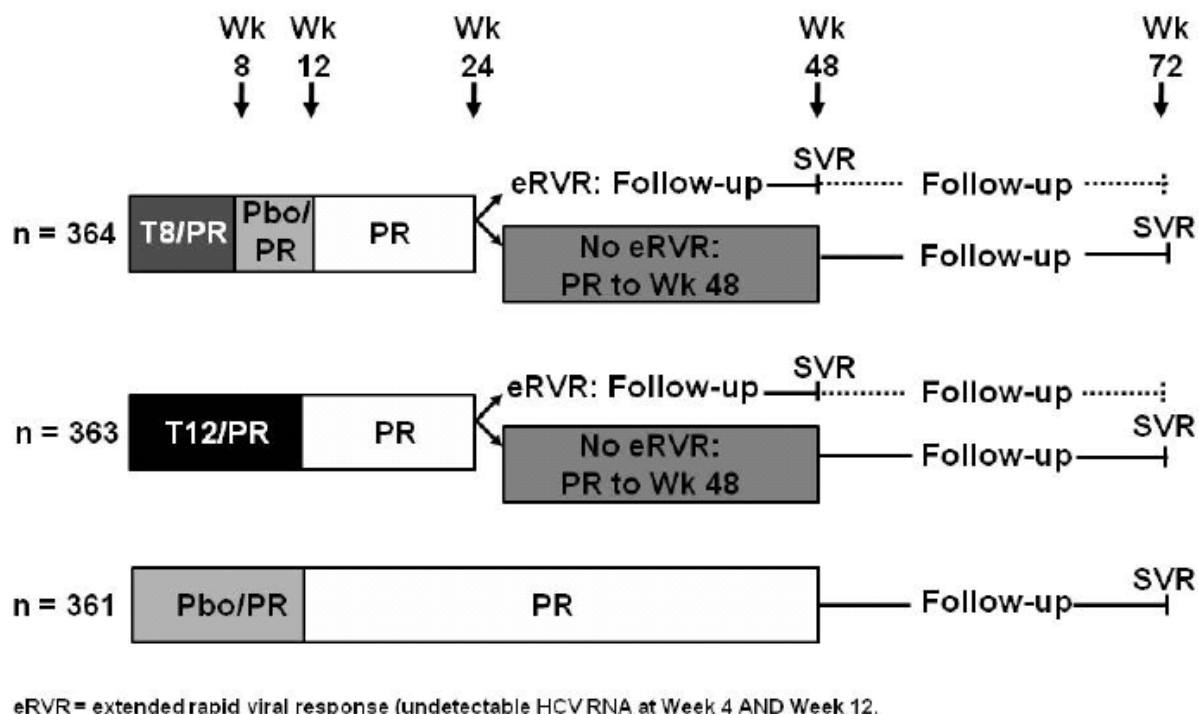 Wk Wk Wk Wk Wk
8 12 24 48 72
SVR
eRVR: Follow-up Follow-up
n = 364 T8/PR Pbo/ PR PR
No eRVR:
PR to Wk 48
Follow-up
SVR
SVR
eRVR: Follow-up Follow-up
n = 363 T12/PR PR
No eRVR:
PR to Wk 48
Follow-up
SVR
n = 361 Pbo/PR PR Follow-up
SVR
eRVR = extended rapid viral response (undetectable HCV RNA at Week 4 AND Week 12.